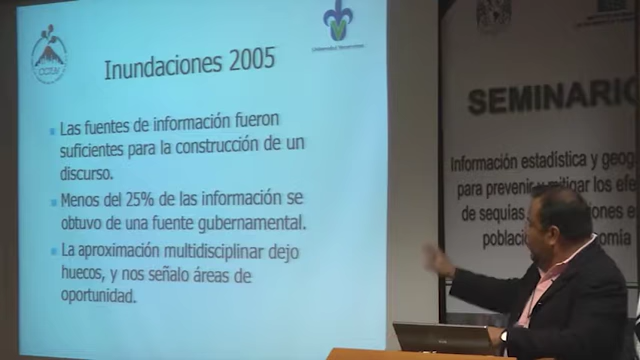 Inundaciones 2005
Las fuentes de información fueron
suficientes para la construcción de un
discurso.
Menos del 25% de las información se
obtuvo de una fuente gubernamental.
La aproximación multidisciplinar dejo
huecos, y nos señalo áreas de
oportunidad.
SEMINARIO
Información estadística y geog
para prevenir y mitigar los efe
de sequías
ciones e
població
omía